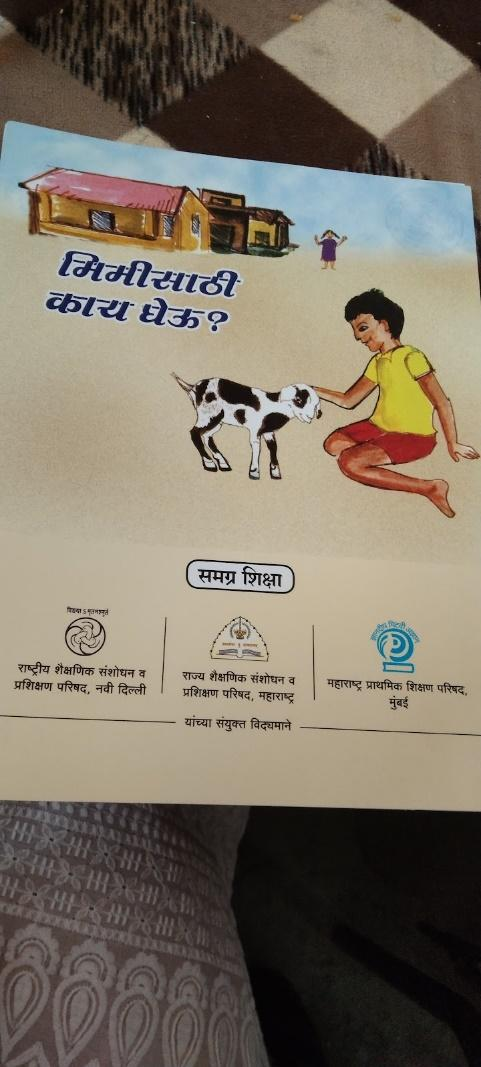 मिमीसाठी
काय घेऊ?
समग्र शिक्षा
राष्ट्रीय शैक्षणिक संशोधन व
प्रशिक्षण परिषद, नवी दिल्ली
राज्य शैक्षणिक संशोधन व
प्रशिक्षण परिषद, महाराष्ट्र
महाराष्ट्र प्राथमिक शिक्षण परिषद,
मुंबई
यांच्या संयुक्त विद्यमाने